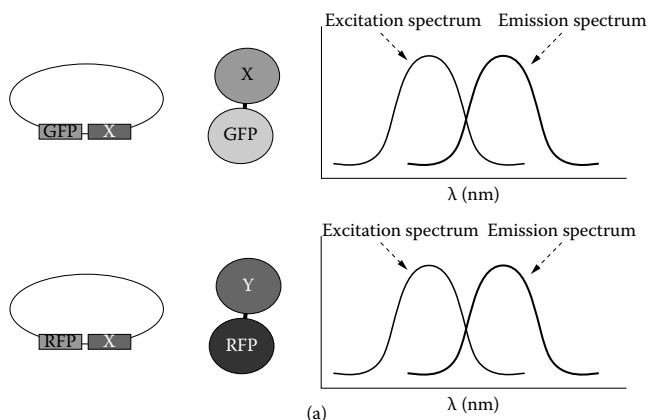 Excitation spectrum Emission spectrum
X
GFP
GFP X
λ (nm)
Excitation spectrum Emission spectrum
Y
RFP
RFP X
λ (nm)
(a)